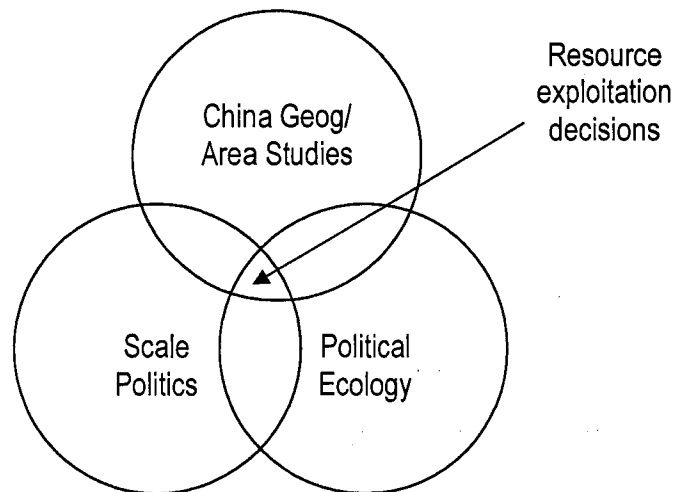 Resource
exploitation
decisions
China Geog/
Area Studies
Scale
Politics
Political
Ecology